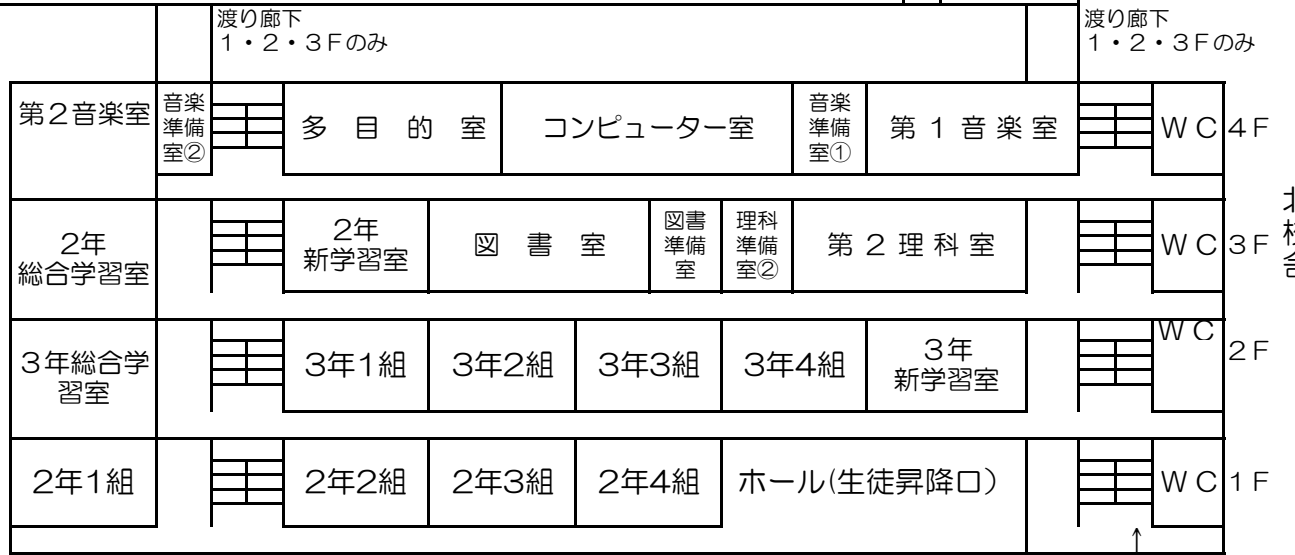 渡り廊下
１・２・３Ｆのみ
渡り廊下
１・２・３Ｆのみ
第２音楽室
音楽
準備
室②
多目的室
コンピューター室
音楽
準備
室①
第１音楽室
ＷＣ
４Ｆ
2年
総合学習室
2年
新学習室
図書室
図書
準備
室
理科
準備
室②
第２理科室
ＷＣ
３Ｆ
３年総合学
習室
3年1組
3年2組
3年3組
3年4組
３年
新学習室
ＷＣ
２Ｆ
2年1組
2年2組
2年3組
2年4組
ホール(生徒昇降口）
ＷＣ
１Ｆ
↑